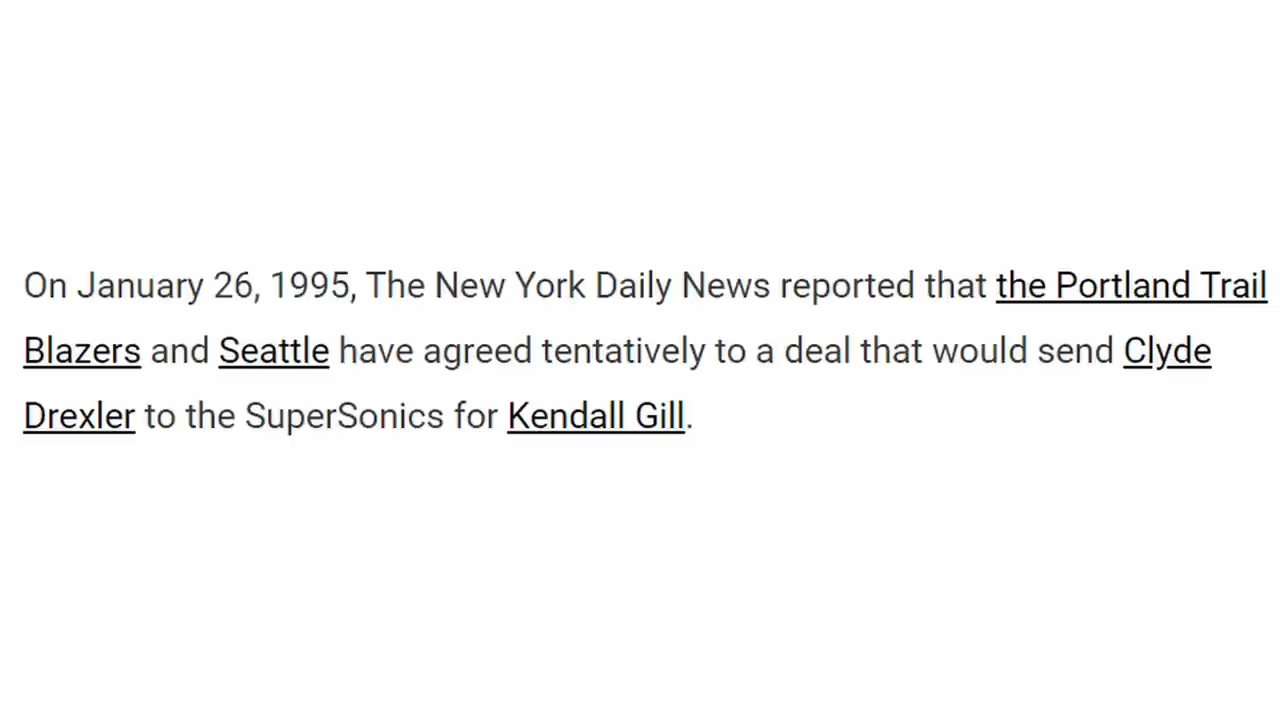 On January 26, 1995, The New York Daily News reported that the Portland Trail
Blazers and Seattle have agreed tentatively to a deal that would send Clyde
Drexler to the SuperSonics for Kendall Gill.